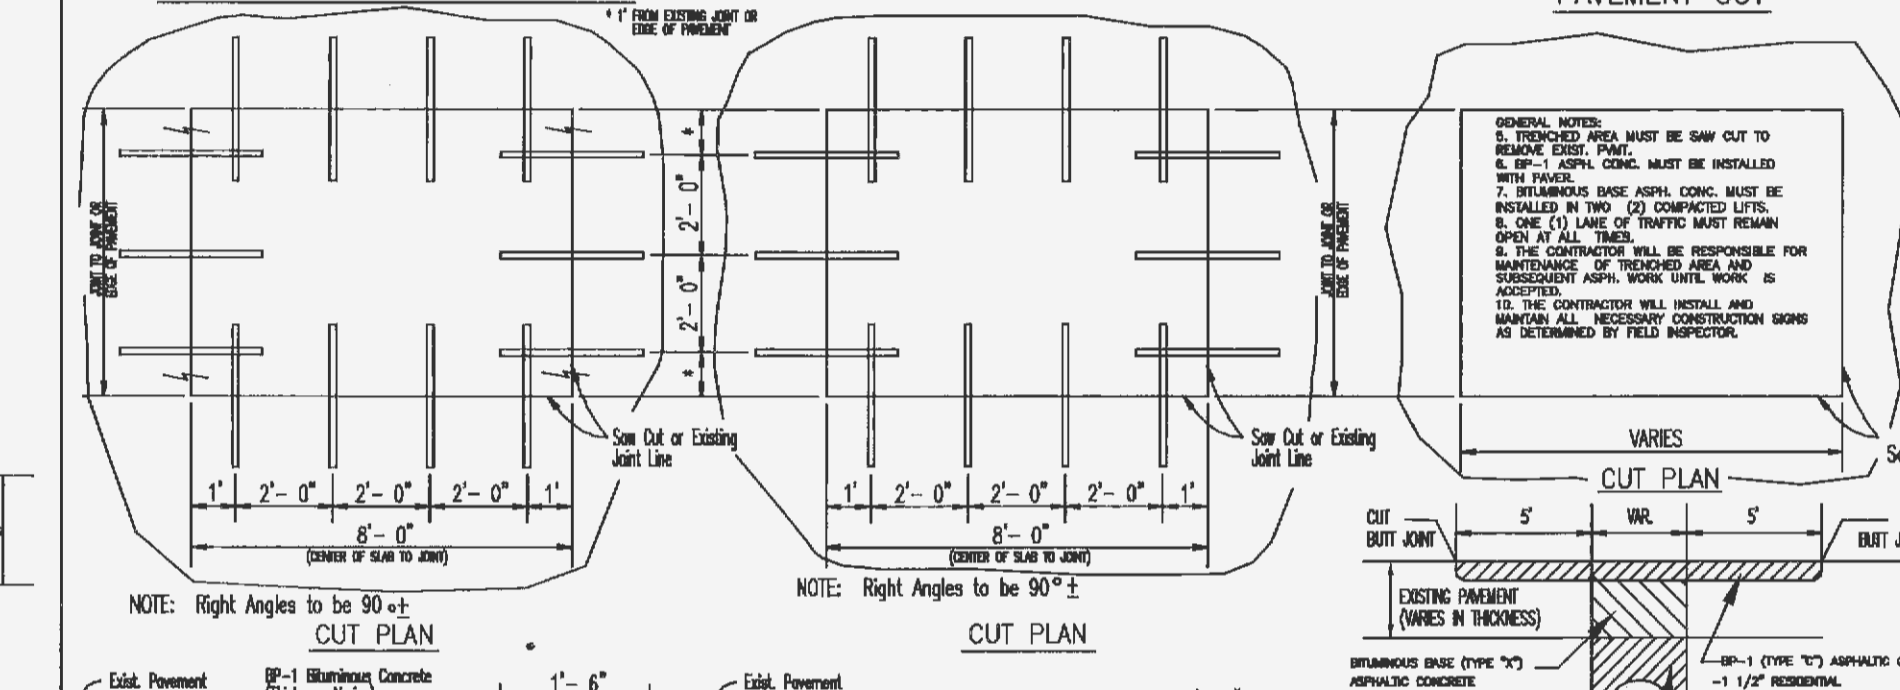 * 1' FROM EXISTING JOINT OR
EDGE OF PAVEMENT
PAVEMENT CUT
JOINT TO JOINT OR
EDGE OF PAVEMENT
*
2'- 0"
2'- 0"
*
Saw Cut or Existing
Joint Line
1' 2'- 0" 2'- 0" 2'- 0" 1'
8'- 0"
(CENTER OF SLAB TO JOINT)
NOTE: Right Angles to be 90 °±
CUT PLAN
JOINT TO JOINT OR
EDGE OF PAVEMENT
Saw Cut or Existing
Joint Line
1' 2'- 0" 2'- 0" 2'- 0" 1'
8'- 0"
(CENTER OF SLAB TO JOINT)
NOTE: Right Angles to be 90° ±
CUT PLAN
GENERAL NOTES:
5. TRENCHED AREA MUST BE SAW CUT TO
REMOVE EXIST. PVMT.
6. BP-1 ASPH. CONC. MUST BE INSTALLED
WITH PAVER.
7. BITUMINOUS BASE ASPH. CONC. MUST BE
INSTALLED IN TWO (2) COMPACTED LIFTS.
8. ONE (1) LANE OF TRAFFIC MUST REMAIN
OPEN AT ALL TIMES.
9. THE CONTRACTOR WILL BE RESPONSIBLE FOR
MAINTENANCE OF TRENCHED AREA AND
SUBSEQUENT ASPH. WORK UNTIL WORK IS
ACCEPTED.
10. THE CONTRACTOR WILL INSTALL AND
MAINTAIN ALL NECESSARY CONSTRUCTION SIGNS
AS DETERMINED BY FIELD INSPECTOR.
VARIES
CUT PLAN
CUT
BUTT JOINT
5' VAR. 5'
BUTT J
EXISTING PAVEMENT
(VARIES IN THICKNESS)
BITUMINOUS BASE (TYPE "X")
ASPHALTIC CONCRETE
BP-1 (TYPE "C") ASPHALTIC
-1 1/2" RESIDENTIAL
Exist. Pavement
BP-1 Bituminous Concrete
1'- 6"
Exist. Pavement